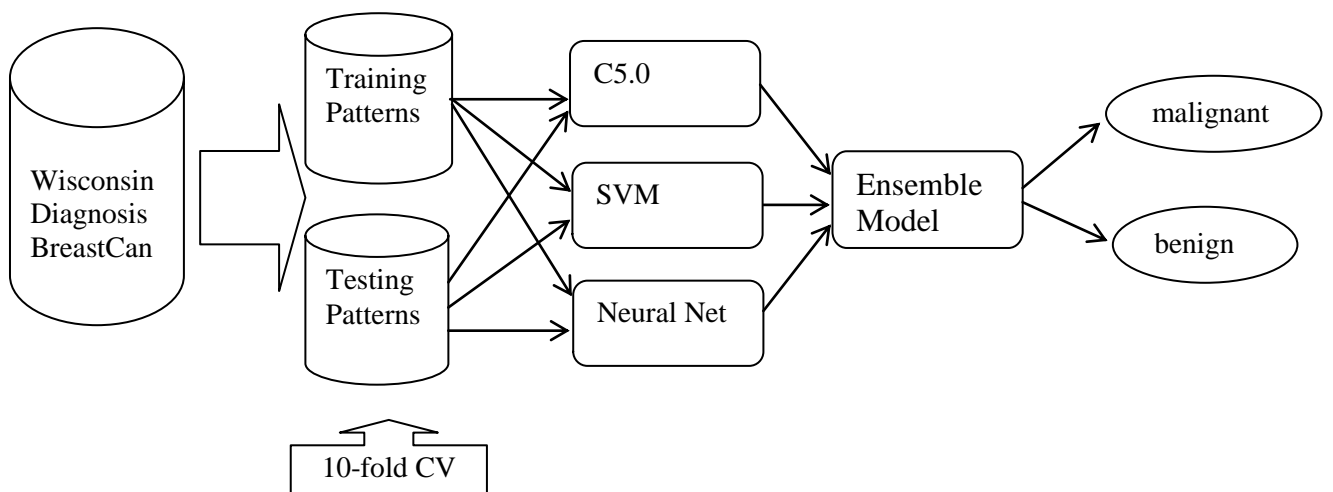 Wisconsin
Diagnosis
BreastCan
Training
Patterns
Testing
Patterns
10-fold CV
C5.0
SVM
Neural Net
Ensemble
Model
malignant
benign